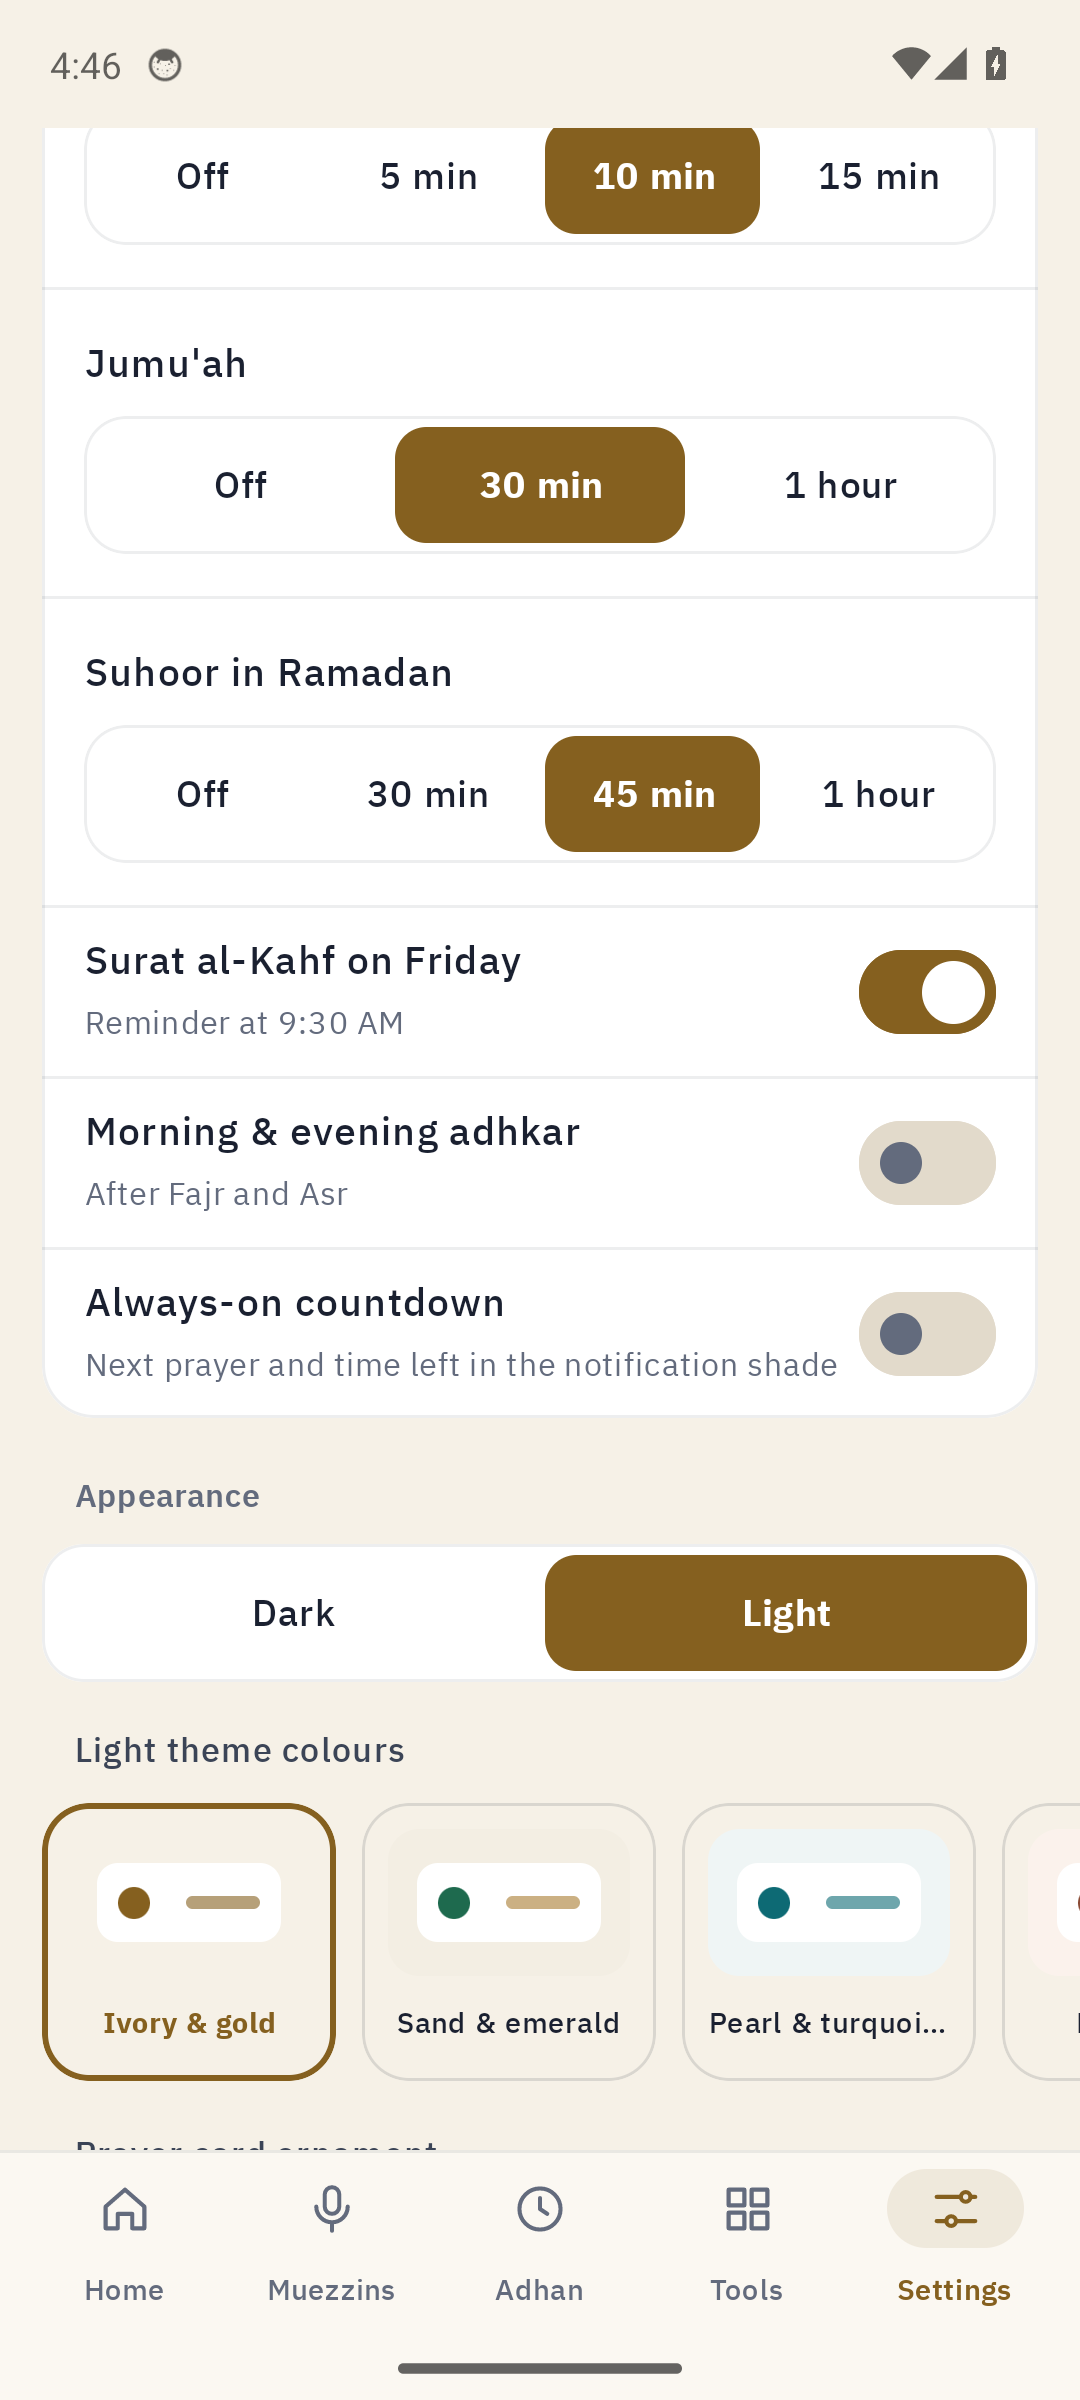 4:46
Off 5 min 10 min 15 min
Jumu'ah
Off 30 min 1 hour
Suhoor in Ramadan
Off 30 min 45 min 1 hour
Surat al-Kahf on Friday
Reminder at 9:30 AM
Morning & evening adhkar
After Fajr and Asr
Always-on countdown
Next prayer and time left in the notification shade
Appearance
Dark Light
Light theme colours
Ivory & gold Sand & emerald Pearl & turquoi...
Prayer card ornament
Home Muezzins Adhan Tools Settings